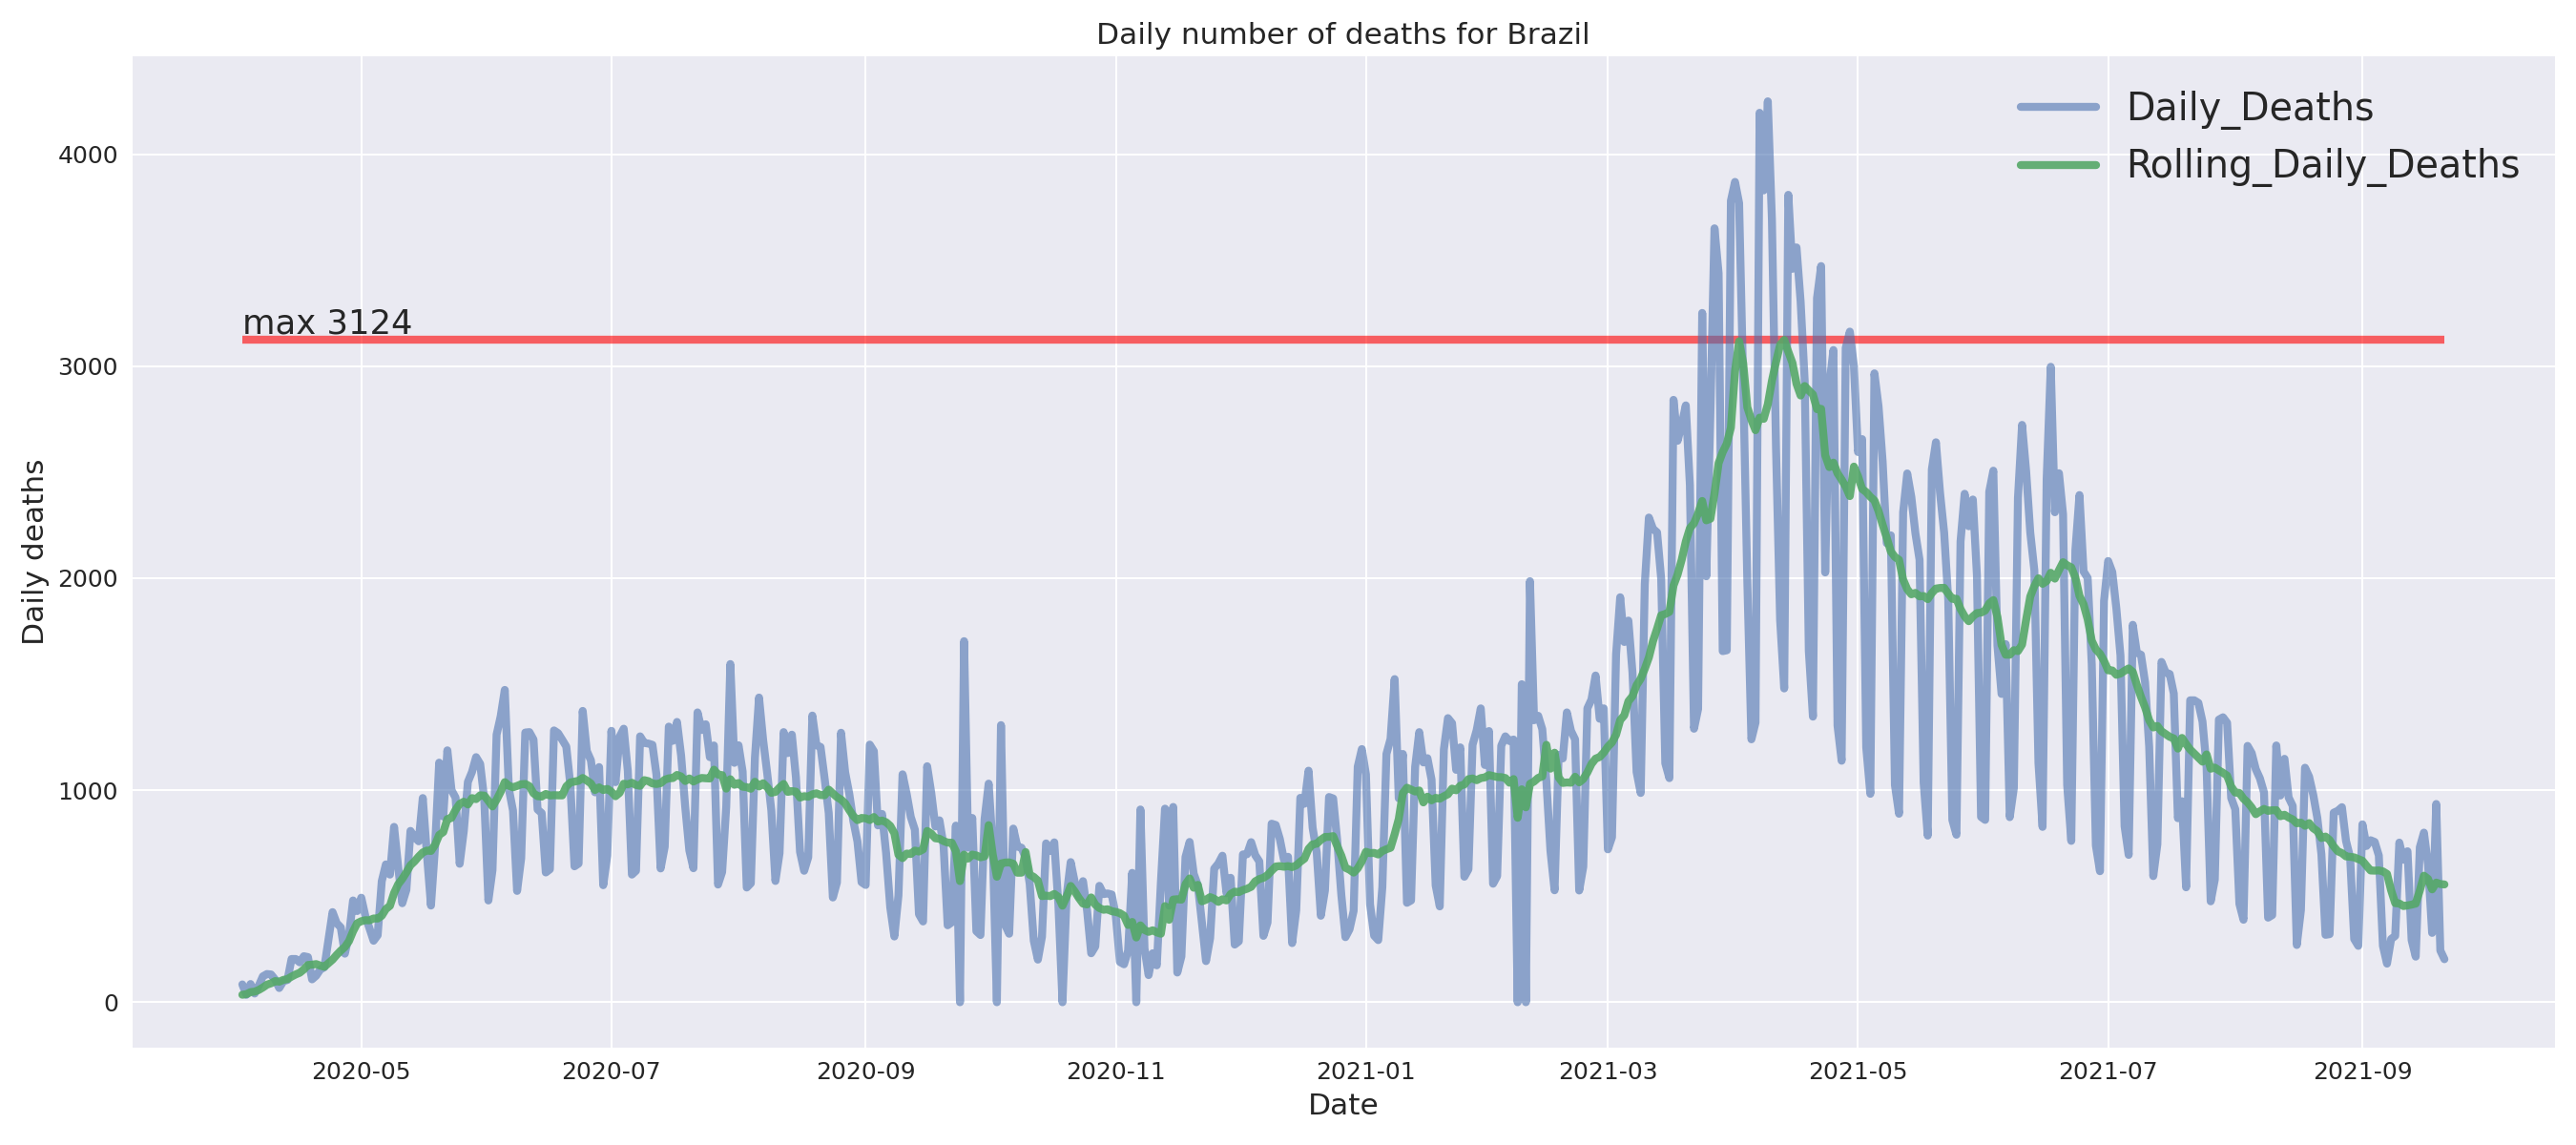 Daily number of deaths for Brazil
Daily_Deaths
Rolling_Daily_Deaths
max 3124
Daily deaths
4000
3000
2000
1000
0
2020-05 2020-07 2020-09 2020-11 2021-01 2021-03 2021-05 2021-07 2021-09
Date